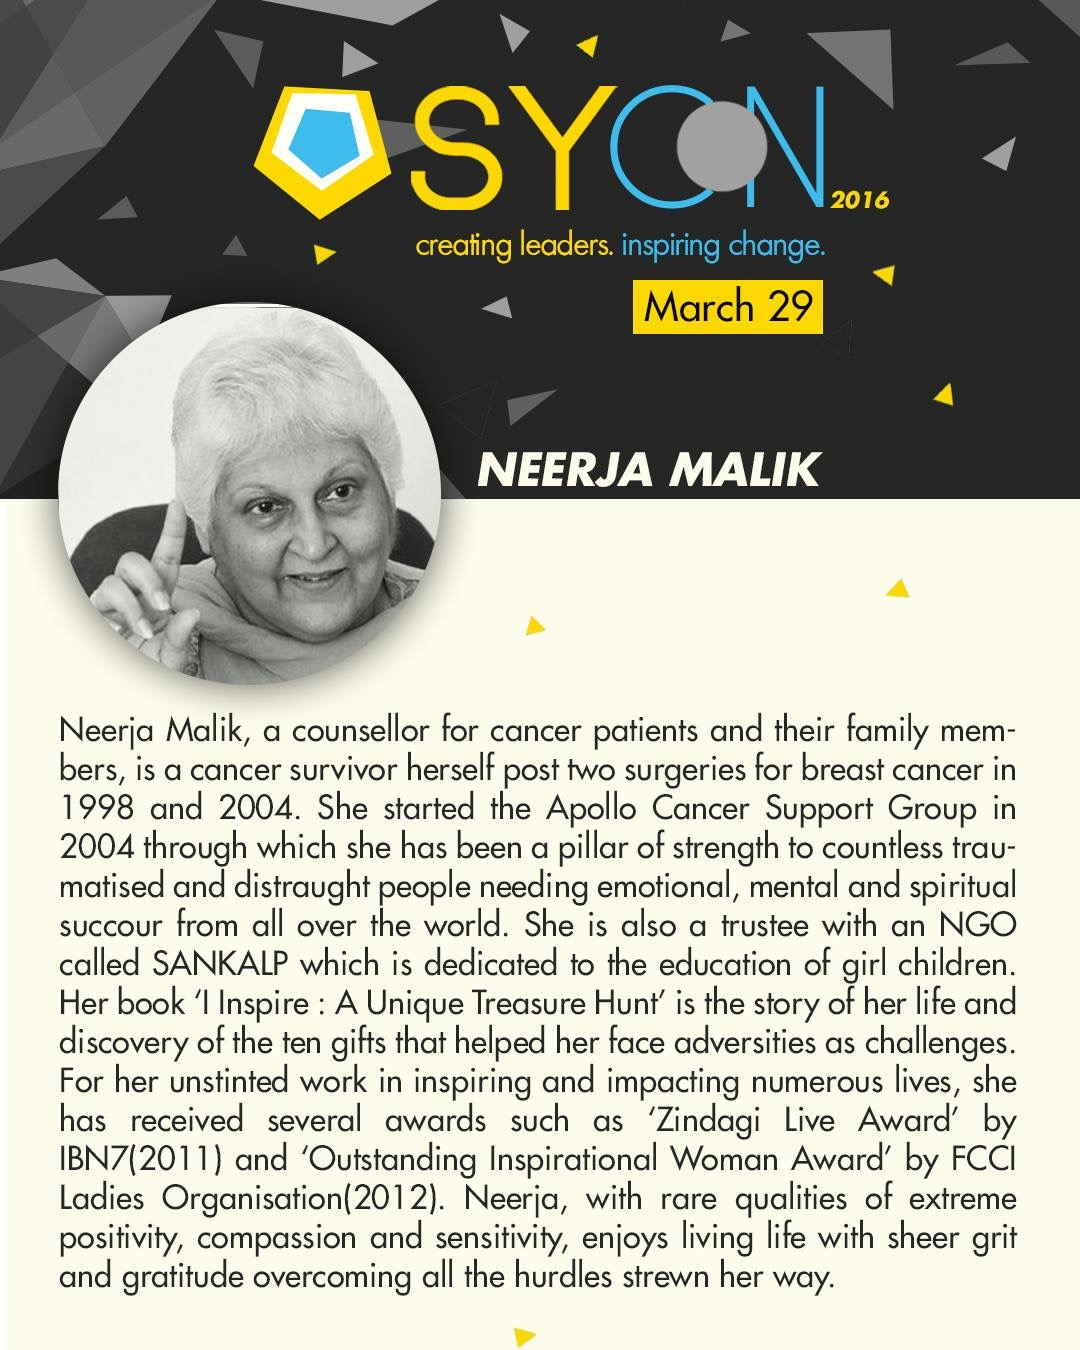 SYON 2016
creating leaders. inspiring change.
March 29
NEERJA MALIK
Neerja Malik, a counsellor for cancer patients and their family mem-
bers, is a cancer survivor herself post two surgeries for breast cancer in
1998 and 2004. She started the Apollo Cancer Support Group in
2004 through which she has been a pillar of strength to countless trau-
matised and distraught people needing emotional, mental and spiritual
succour from all over the world. She is also a trustee with an NGO
called SANKALP which is dedicated to the education of girl children.
Her book ‘I Inspire : A Unique Treasure Hunt’ is the story of her life and
discovery of the ten gifts that helped her face adversities as challenges.
For her unstinted work in inspiring and impacting numerous lives, she
has received several awards such as ‘Zindagi Live Award’ by
IBN7(2011) and ‘Outstanding Inspirational Woman Award’ by FCCI
Ladies Organisation(2012). Neerja, with rare qualities of extreme
positivity, compassion and sensitivity, enjoys living life with sheer grit
and gratitude overcoming all the hurdles strewn her way.